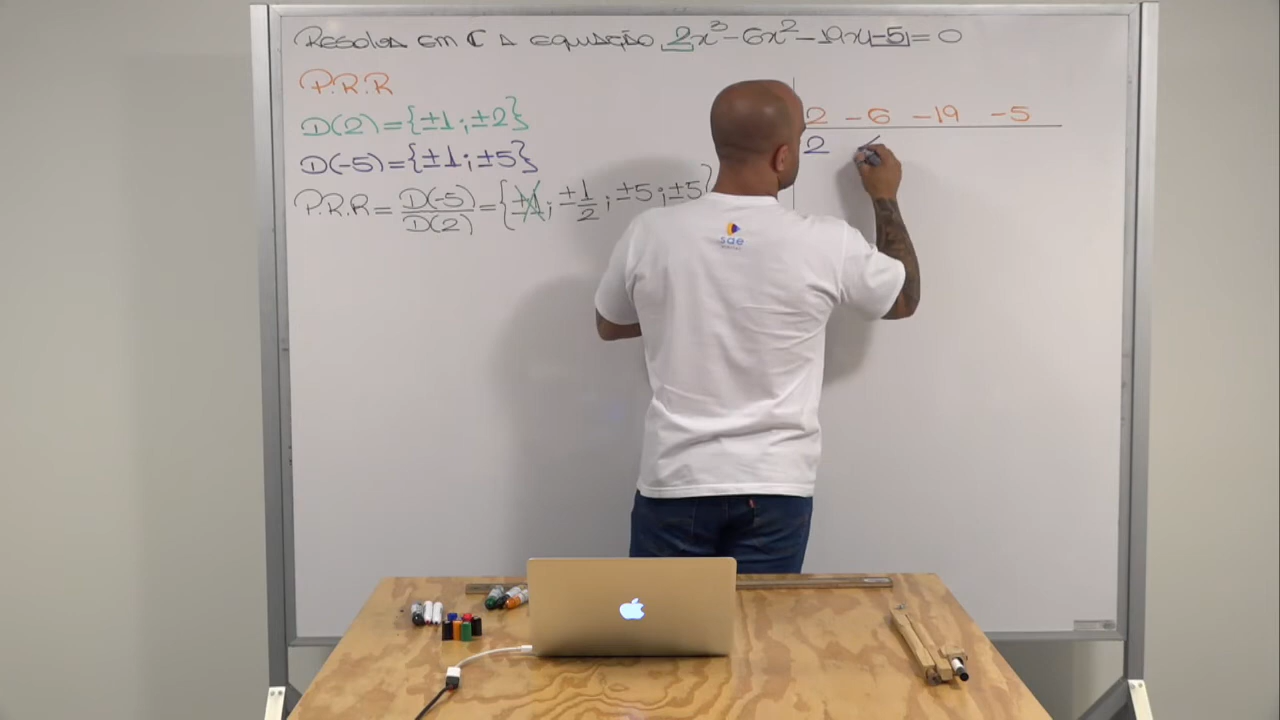 Resolva em ℂ a equação 2x³-6x²-19x-5=0
P.R.R
D(2)={±1;±2}
D(-5)={±1;±5}
P.R.R = D(-5)/D(2) = {±1; ±1/2; ±5; ±5
2 -6 -19 -5
2
sae